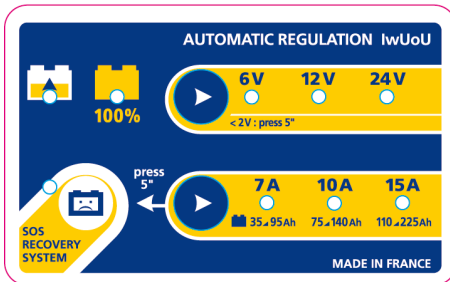 AUTOMATIC REGULATION IwUoU
6V 12V 24V
100%
< 2V : press 5"
press
5"
7A 10A 15A
35◢95Ah 75◢140Ah 110◢225Ah
SOS
RECOVERY
SYSTEM
MADE IN FRANCE